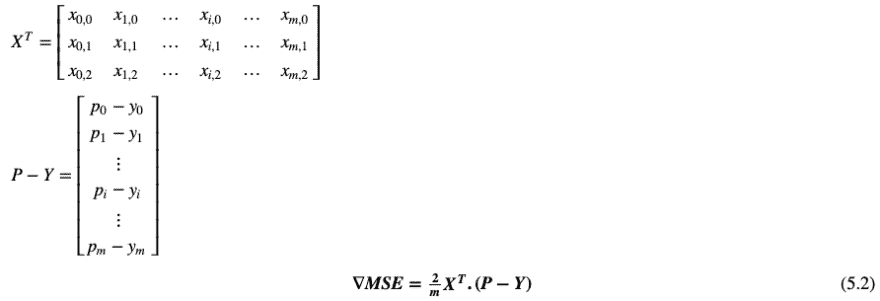 X^T = [ x_{0,0} x_{1,0} … x_{i,0} … x_{m,0}
x_{0,1} x_{1,1} … x_{i,1} … x_{m,1}
x_{0,2} x_{1,2} … x_{i,2} … x_{m,2} ]
P − Y = [ p_0 − y_0
p_1 − y_1
⋮
p_i − y_i
⋮
p_m − y_m ]
∇MSE = \frac{2}{m} X^T . (P − Y) (5.2)